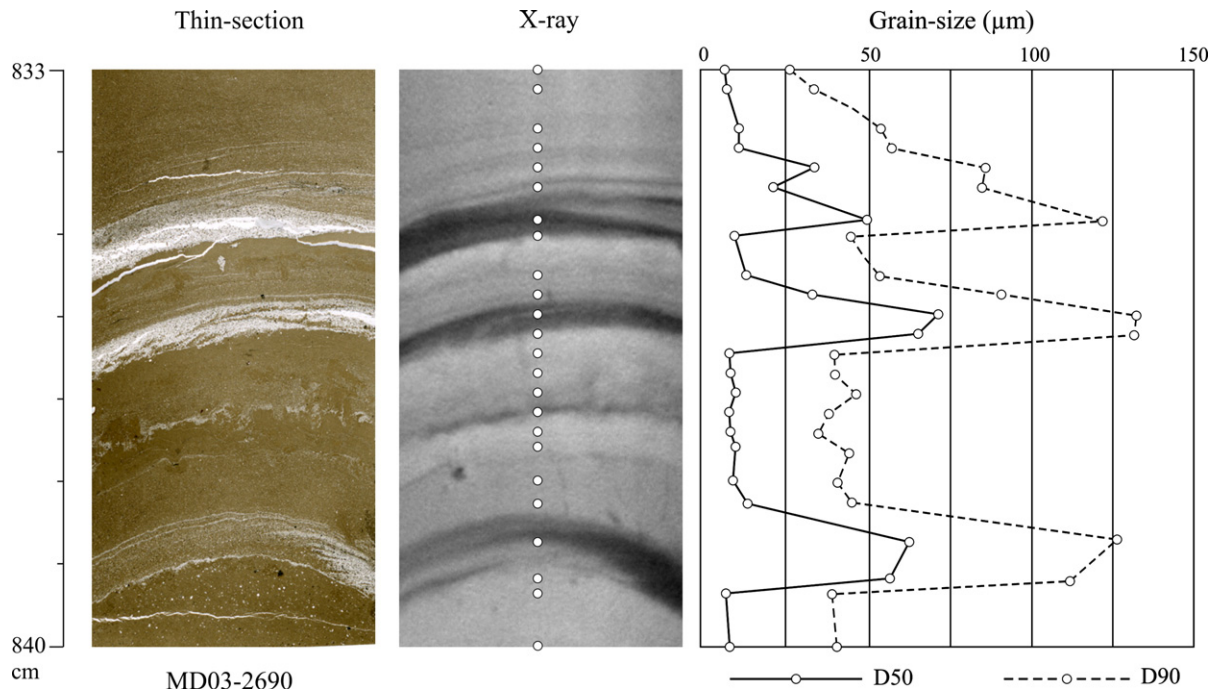 Thin-section X-ray Grain-size (µm)
0 50 100 150
833
840
cm
MD03-2690 D50 D90